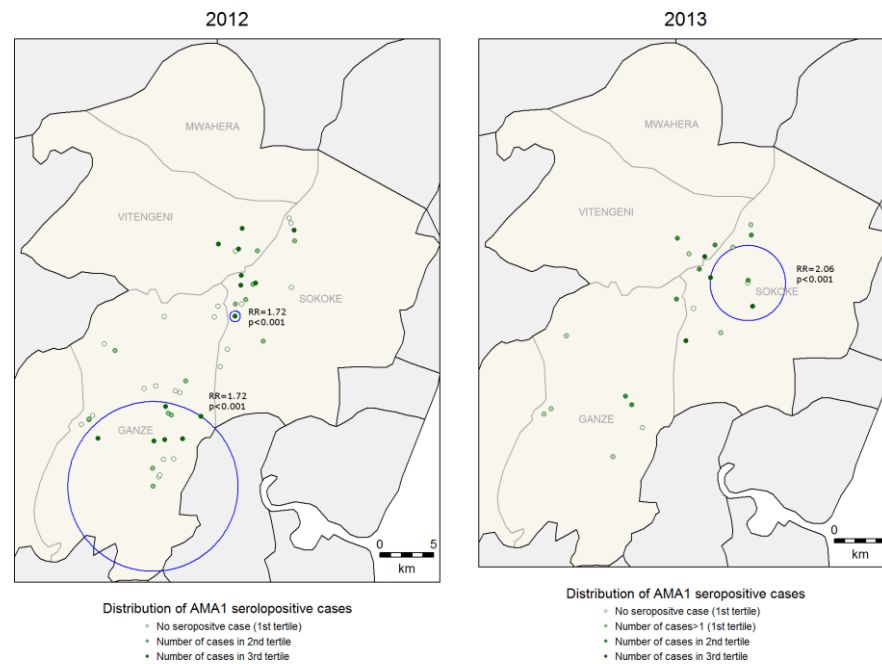 2012
2013
MWAHERA
VITENGENI
SOKOKE
RR=1.72
p<0.001
RR=1.72
p<0.001
GANZE
0 5
km
Distribution of AMA1 serolopositive cases
No seropositve case (1st tertile)
Number of cases in 2nd tertile
Number of cases in 3rd tertile
MWAHERA
VITENGENI
RR=2.06
p<0.001
SOKOKE
GANZE
0
km
Distribution of AMA1 seropositive cases
No seropositve case (1st tertile)
Number of cases>1 (1st tertile)
Number of cases in 2nd tertile
Number of cases in 3rd tertile